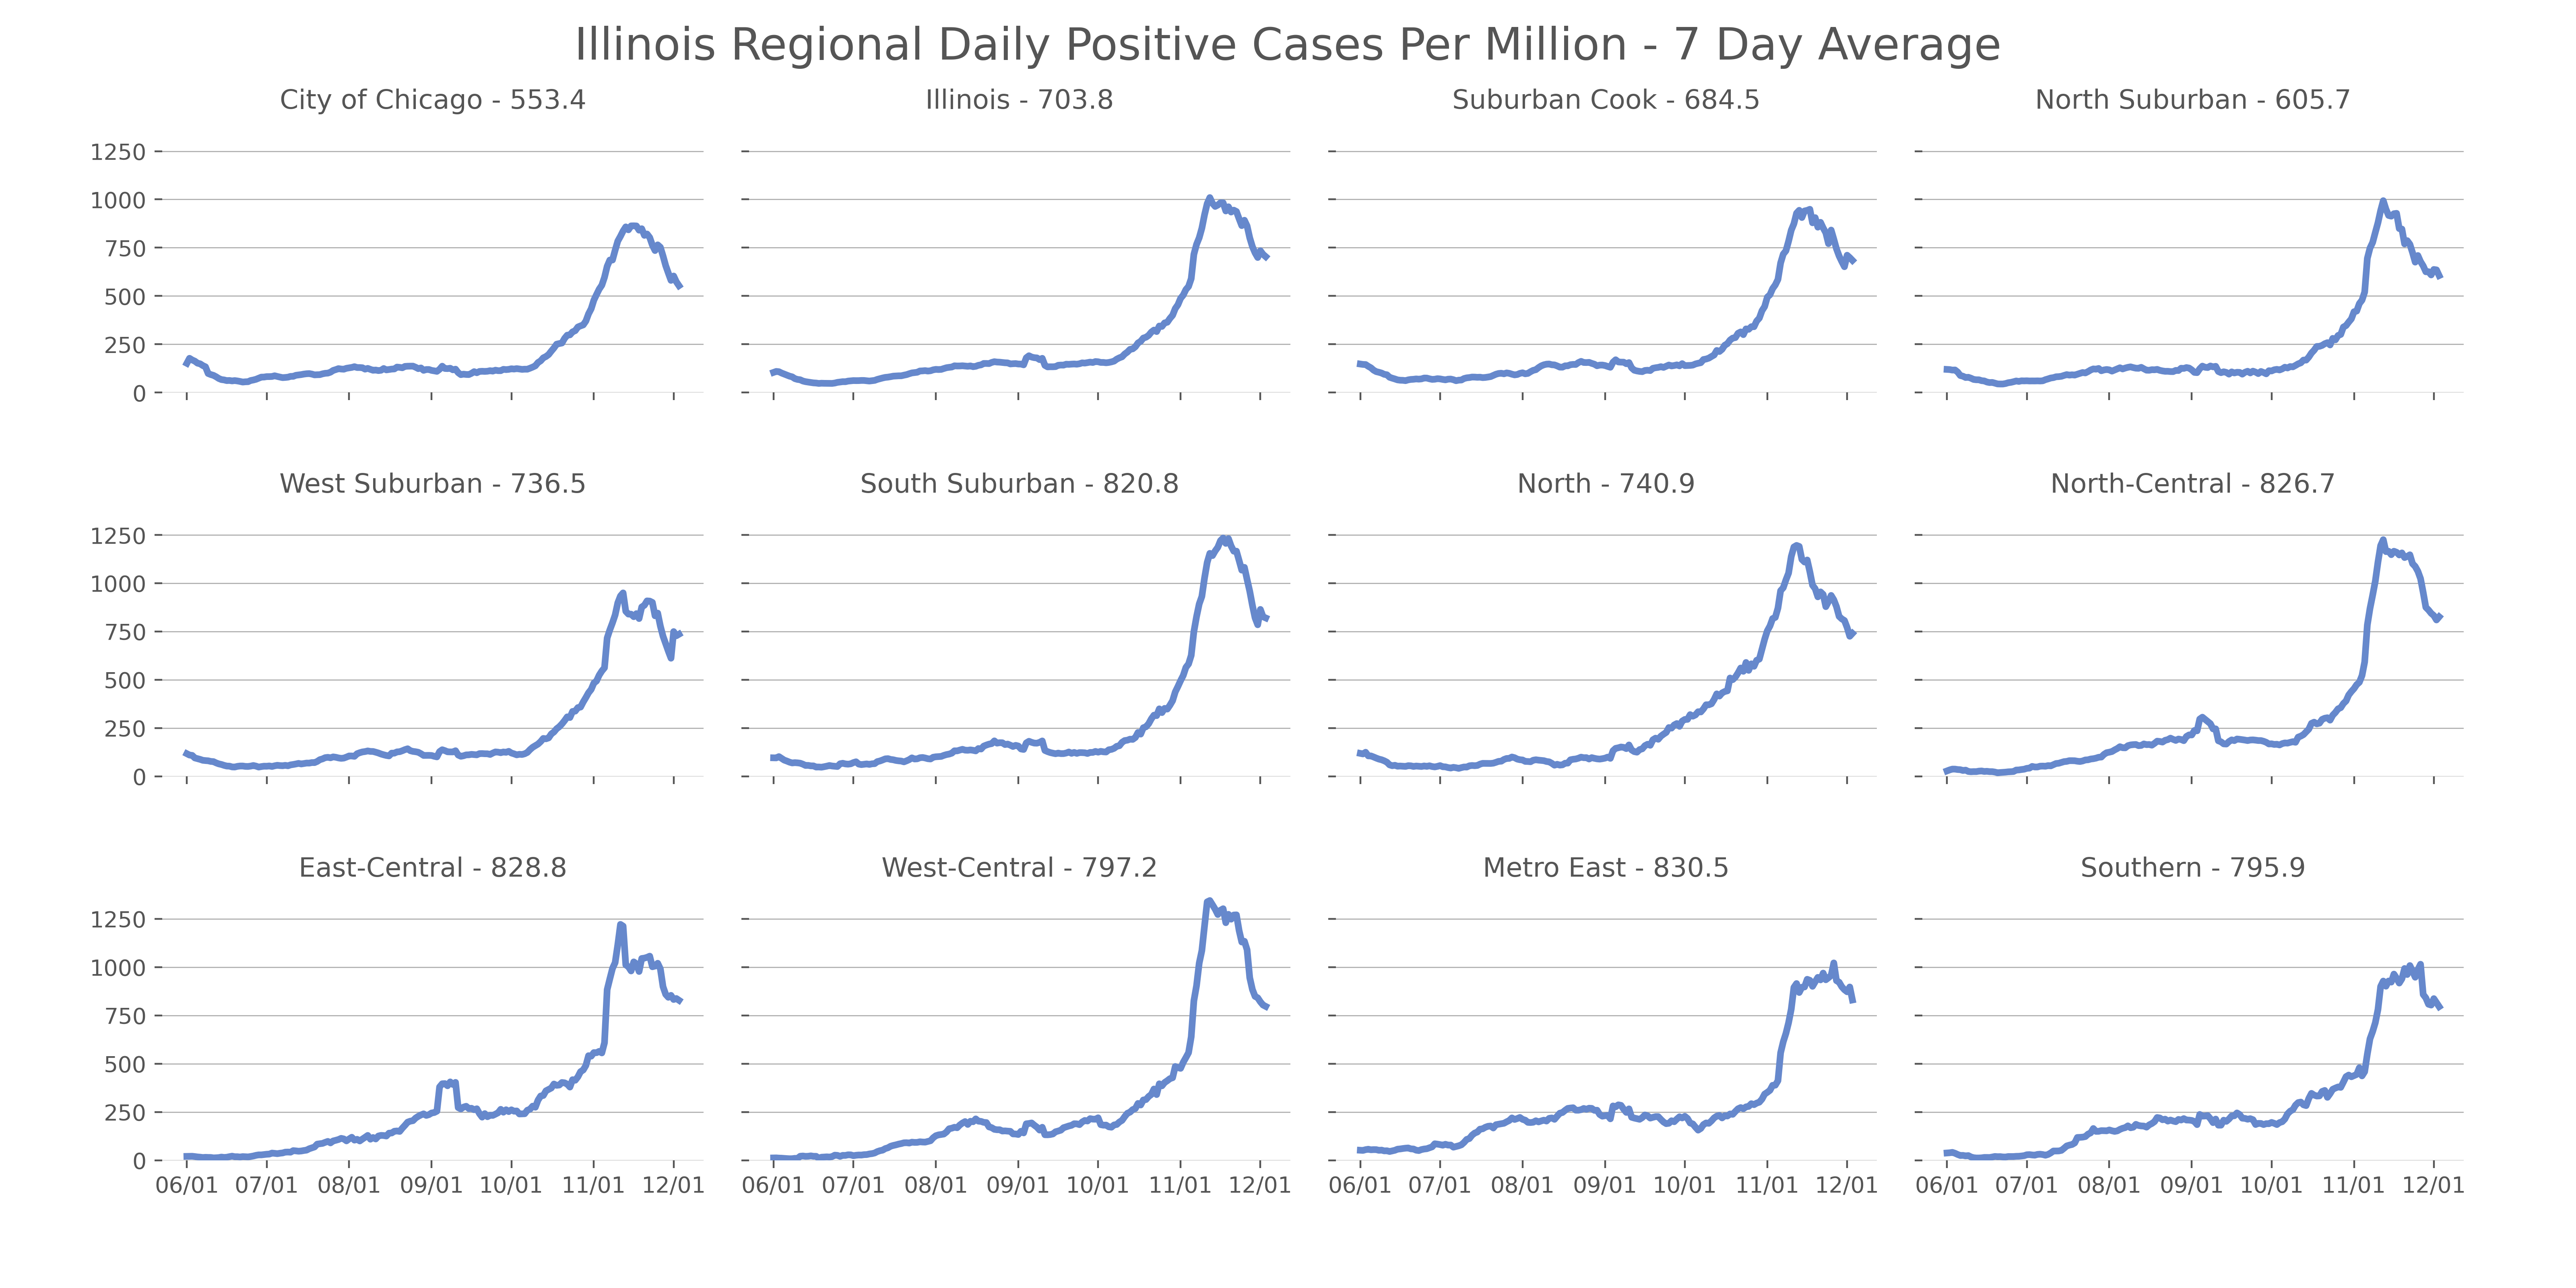 Illinois Regional Daily Positive Cases Per Million - 7 Day Average
City of Chicago - 553.4
Illinois - 703.8
Suburban Cook - 684.5
North Suburban - 605.7
1250
1000
750
500
250
0
West Suburban - 736.5
South Suburban - 820.8
North - 740.9
North-Central - 826.7
1250
1000
750
500
250
0
East-Central - 828.8
West-Central - 797.2
Metro East - 830.5
Southern - 795.9
1250
1000
750
500
250
0
06/01 07/01 08/01 09/01 10/01 11/01 12/01
06/01 07/01 08/01 09/01 10/01 11/01 12/01
06/01 07/01 08/01 09/01 10/01 11/01 12/01
06/01 07/01 08/01 09/01 10/01 11/01 12/01